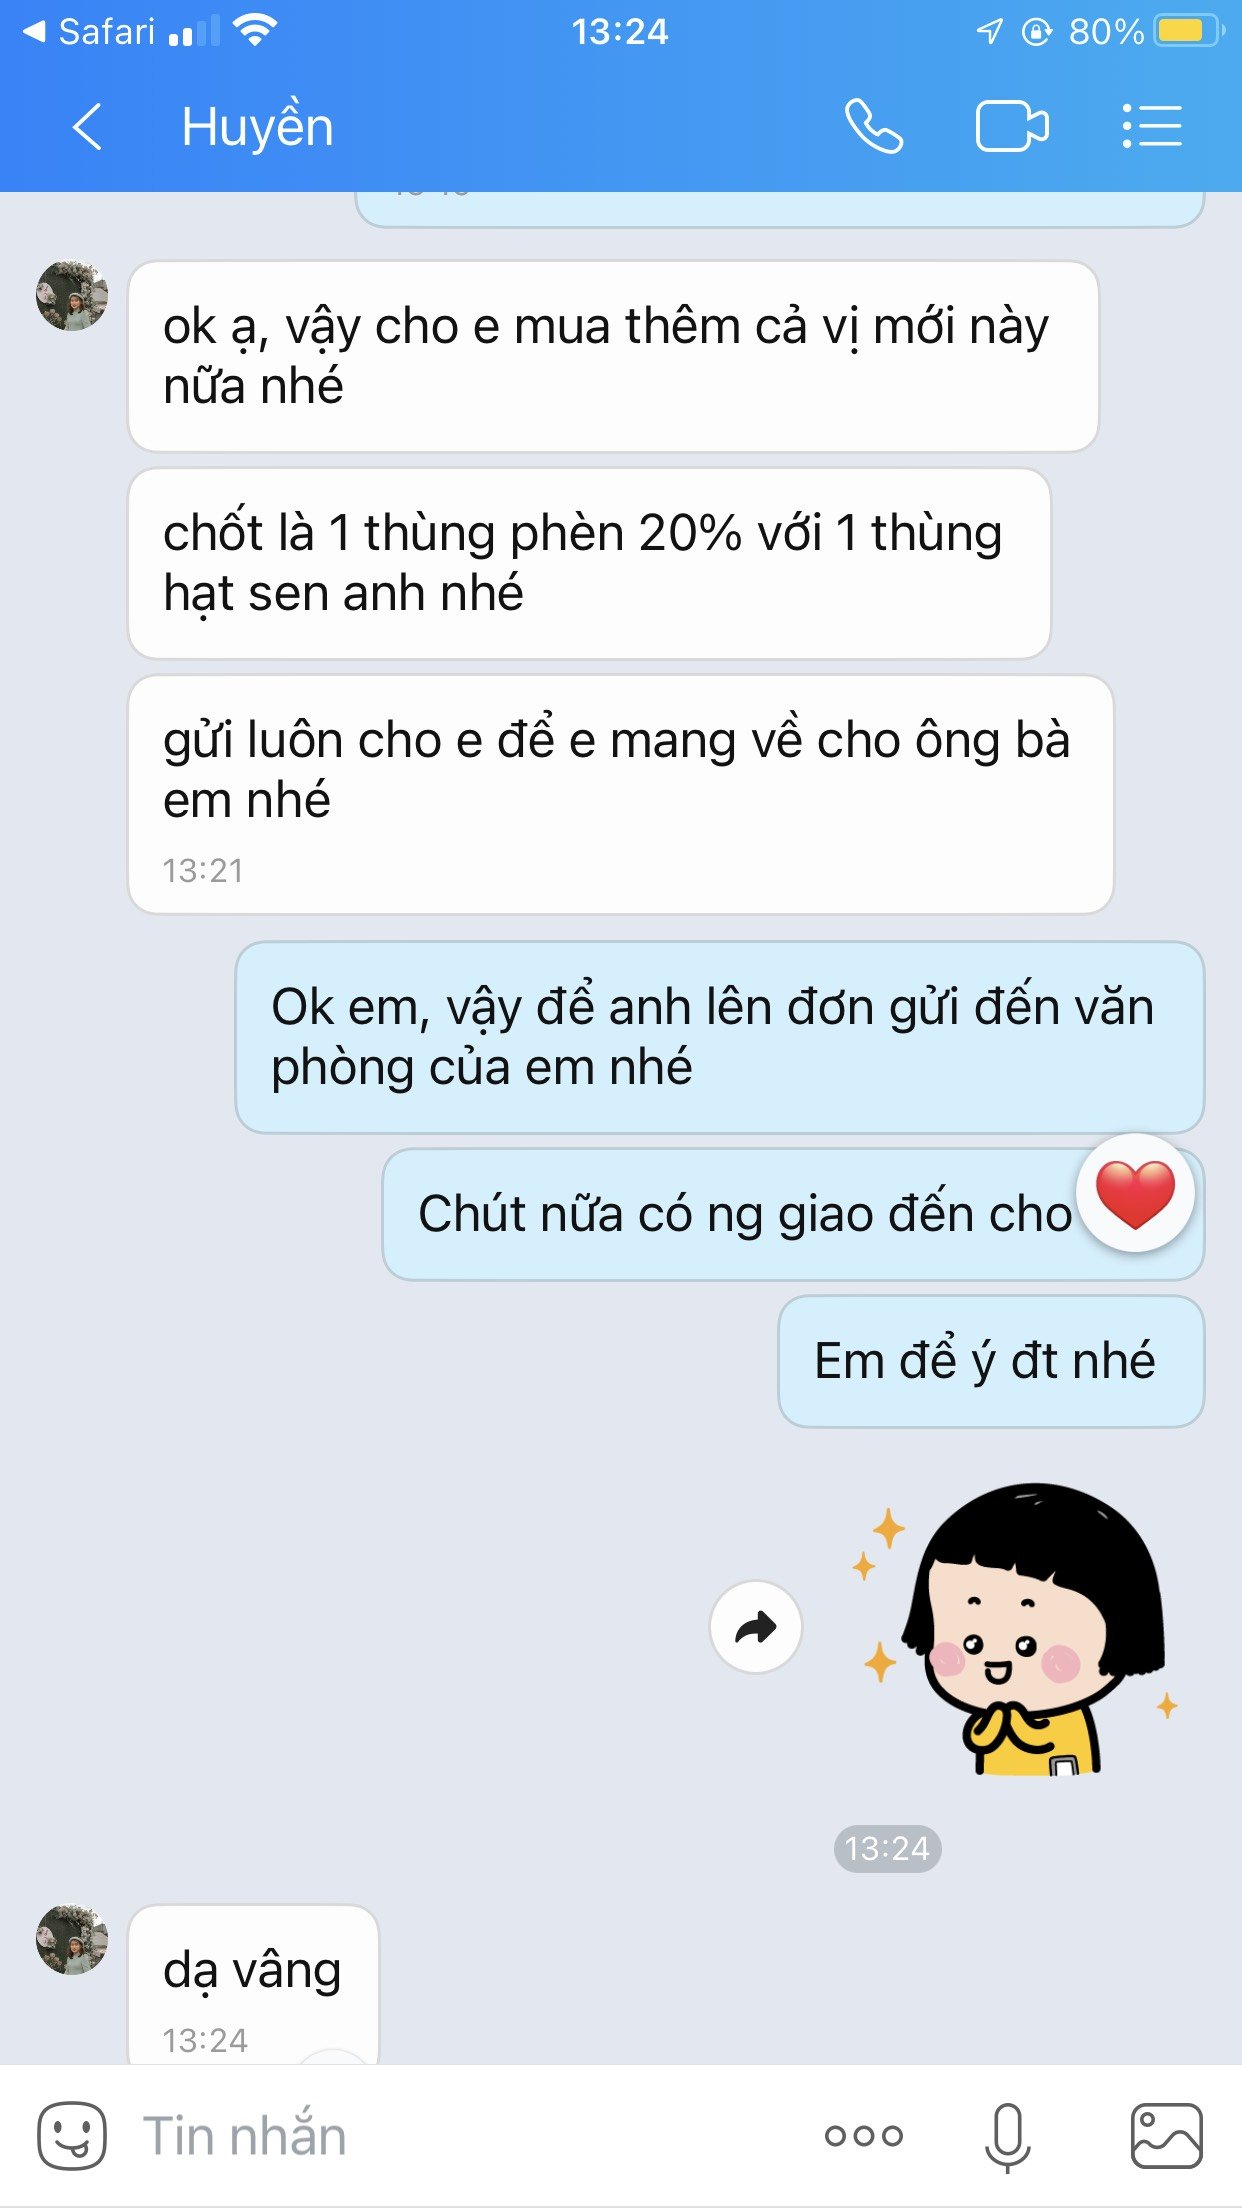 Safari
13:24
80%
Huyền
ok ạ, vậy cho e mua thêm cả vị mới này
nữa nhé
chốt là 1 thùng phèn 20% với 1 thùng
hạt sen anh nhé
gửi luôn cho e để e mang về cho ông bà
em nhé
13:21
Ok em, vậy để anh lên đơn gửi đến văn
phòng của em nhé
Chút nữa có ng giao đến cho
Em để ý đt nhé
13:24
dạ vâng
13:24
Tin nhắn